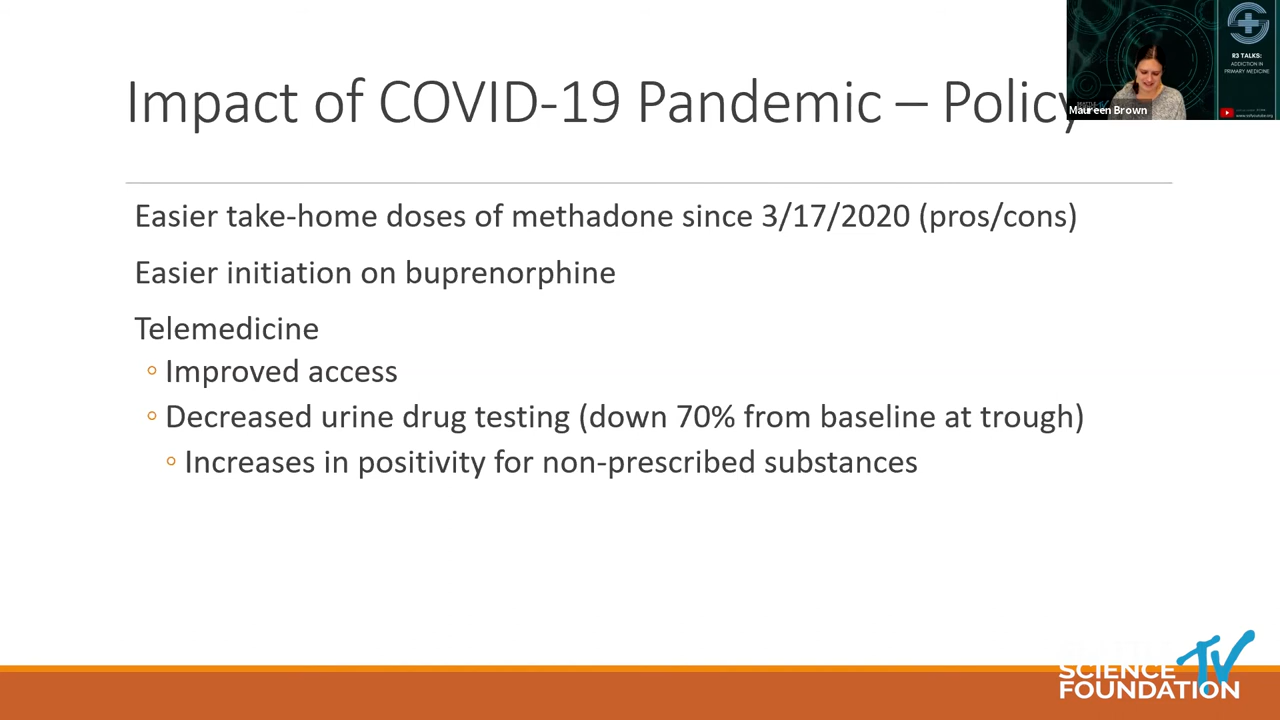 Impact of COVID-19 Pandemic – Policy
Maureen Brown
R3 TALKS:
ADDICTION IN
PRIMARY MEDICINE
Easier take-home doses of methadone since 3/17/2020 (pros/cons)
Easier initiation on buprenorphine
Telemedicine
Improved access
Decreased urine drug testing (down 70% from baseline at trough)
Increases in positivity for non-prescribed substances
SCIENCE TV
FOUNDATION